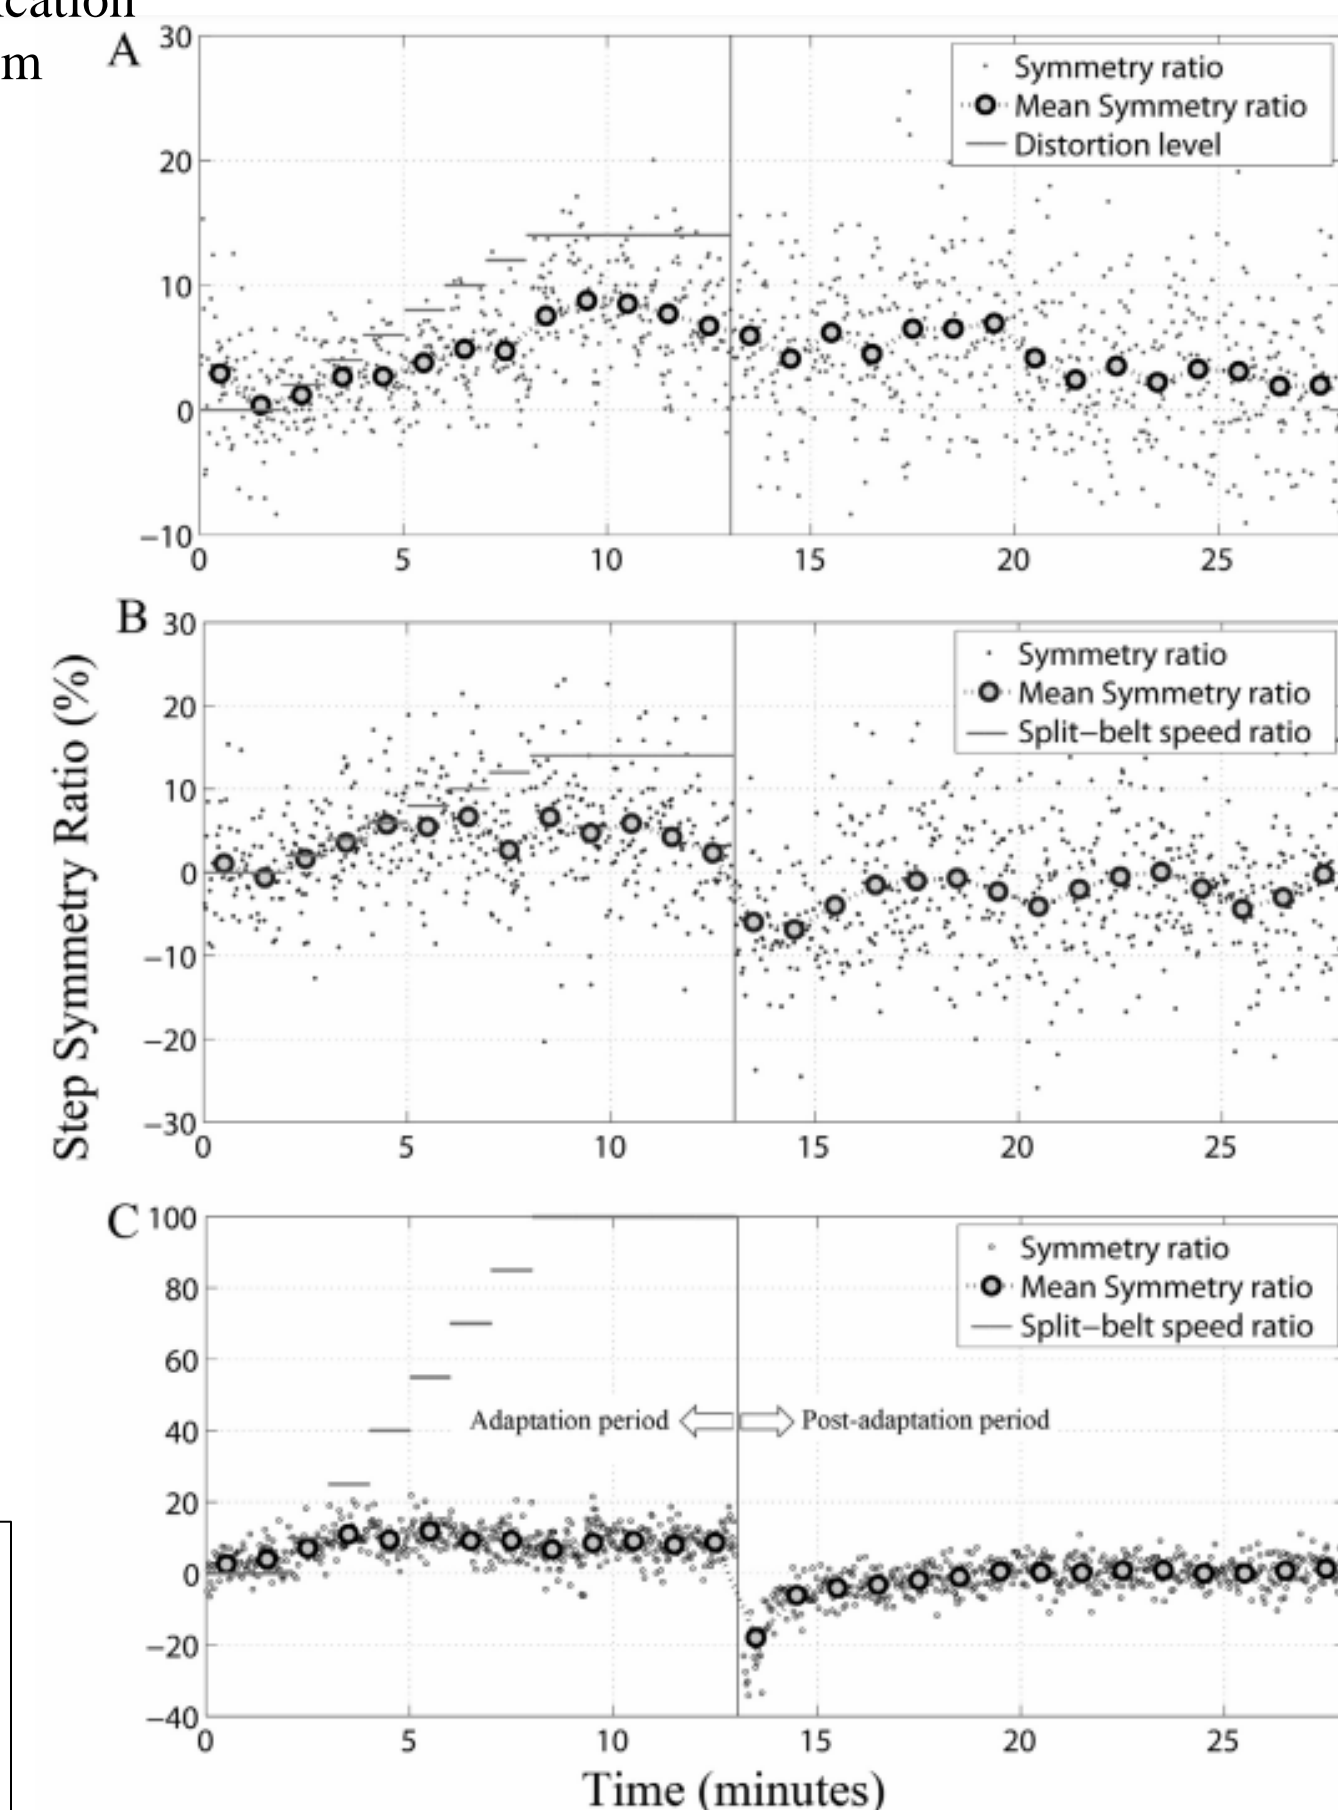 ication
m
A
30
Symmetry ratio
Mean Symmetry ratio
Distortion level
20
10
0
−10
0 5 10 15 20 25
Step Symmetry Ratio (%)
B
30
Symmetry ratio
Mean Symmetry ratio
Split−belt speed ratio
20
10
0
−10
−20
−30
0 5 10 15 20 25
C
100
Symmetry ratio
Mean Symmetry ratio
Split−belt speed ratio
80
60
Adaptation period Post-adaptation period
40
20
0
−20
−40
0 5 10 15 20 25
Time (minutes)